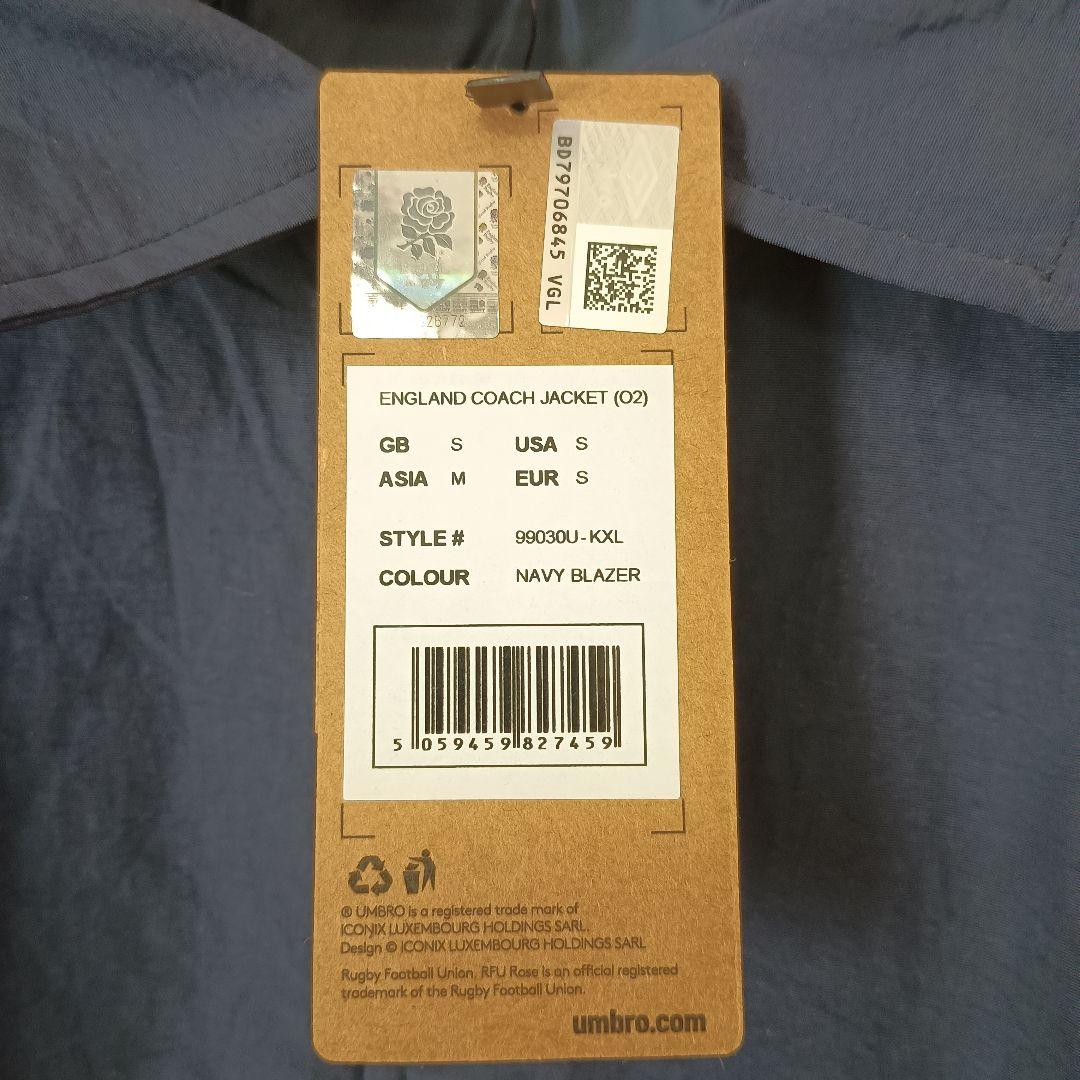 BD79706845 VGL
26772
ENGLAND COACH JACKET (O2)
GB S USA S
ASIA M EUR S
STYLE # 99030U-KXL
COLOUR NAVY BLAZER
5 059459 827459
® UMBRO is a registered trade mark of
ICONIX LUXEMBOURG HOLDINGS SARL.
Design © ICONIX LUXEMBOURG HOLDINGS SARL
Rugby Football Union. RFU Rose is an official registered
trademark of the Rugby Football Union.
umbro.com